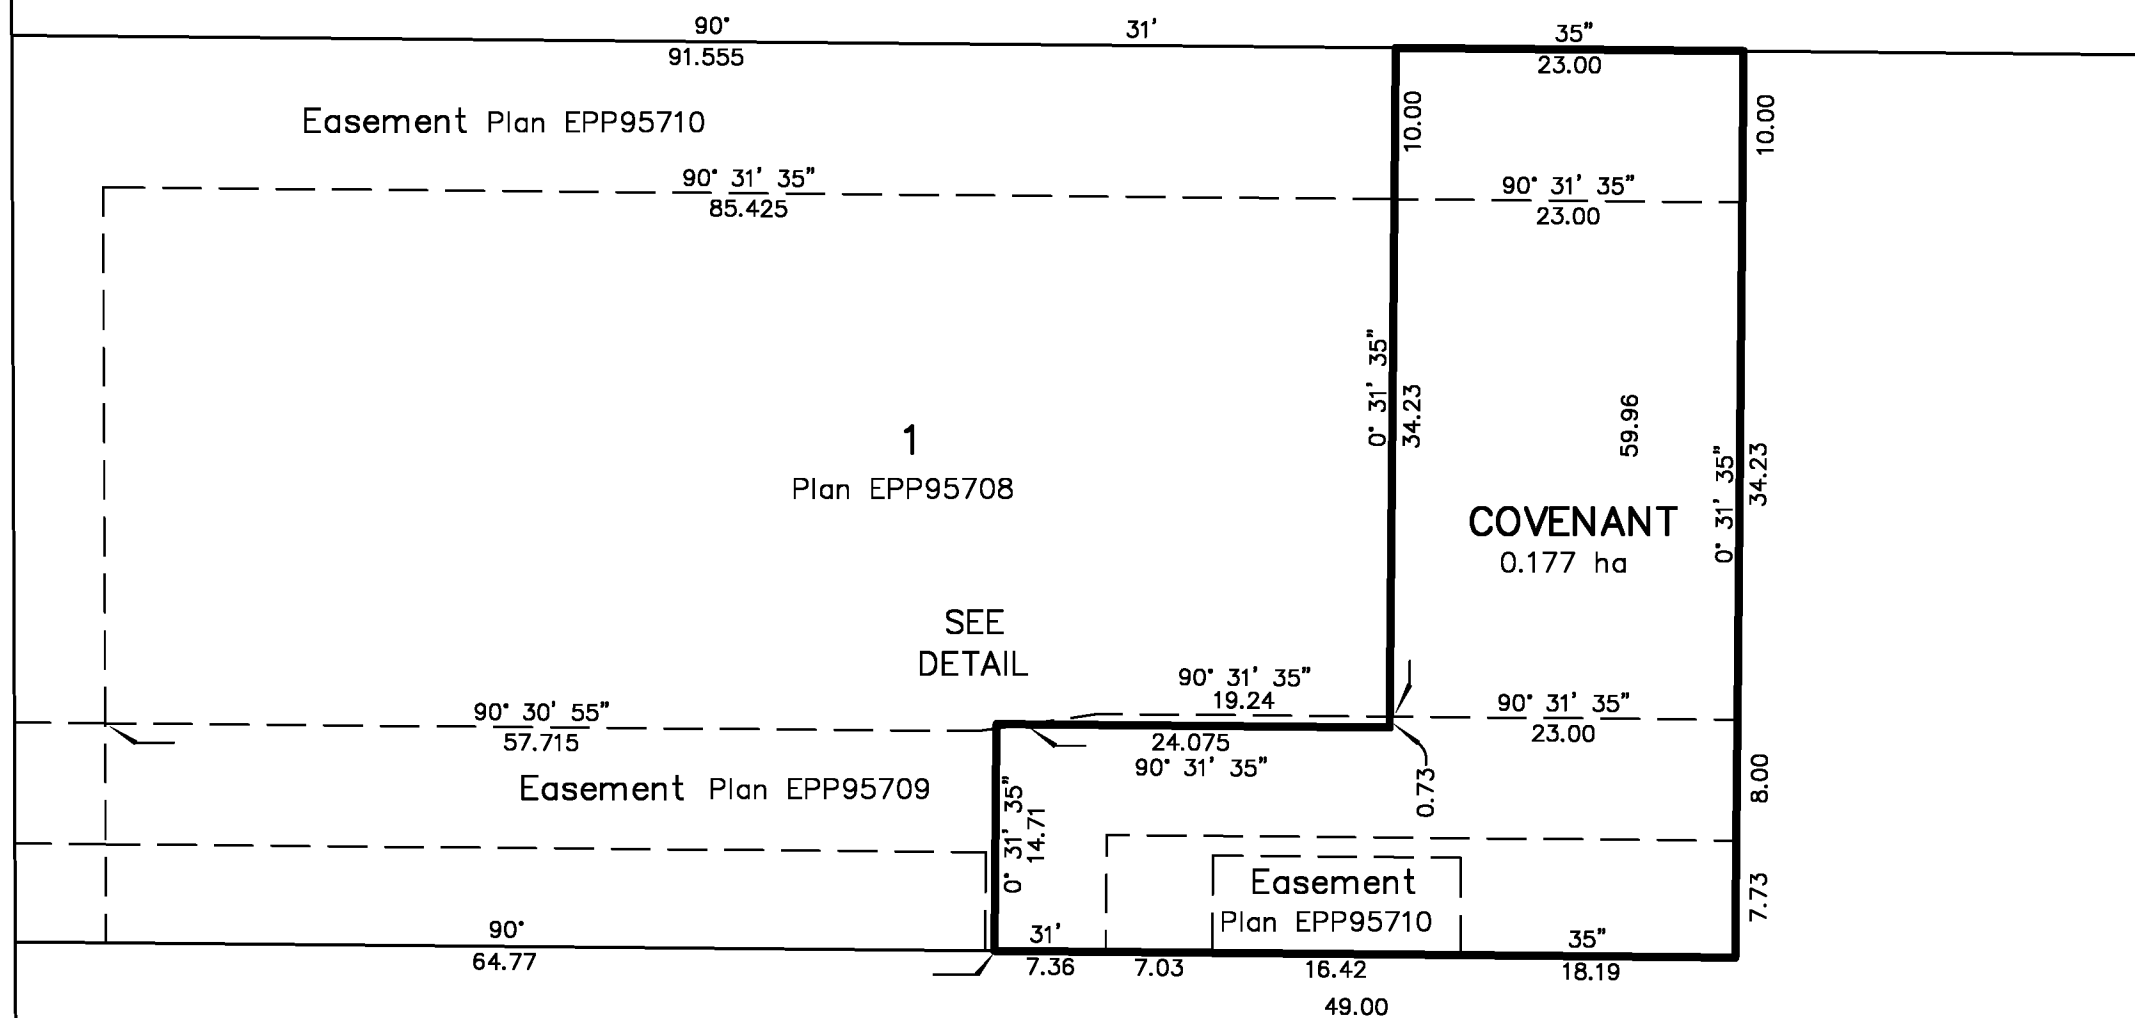 90° 31' 35"
91.555 23.00
10.00
10.00
Easement Plan EPP95710
90° 31' 35"
85.425
90° 31' 35"
23.00
0° 31' 35"
34.23
59.96
0° 31' 35"
34.23
1
Plan EPP95708
COVENANT
0.177 ha
SEE
DETAIL
90° 31' 35"
19.24
90° 31' 35"
23.00
90° 30' 55"
57.715
24.075
90° 31' 35"
0.73
8.00
Easement Plan EPP95709
0° 31' 35"
14.71
Easement
Plan EPP95710
7.73
90° 31' 35"
64.77 7.36 7.03 16.42 18.19
49.00